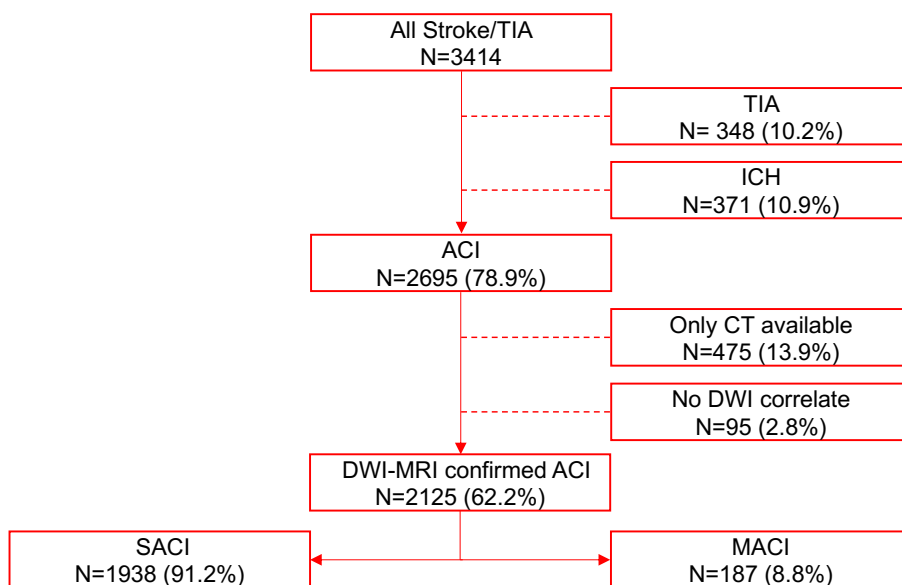 All Stroke/TIA
N=3414
TIA
N= 348 (10.2%)
ICH
N=371 (10.9%)
ACI
N=2695 (78.9%)
Only CT available
N=475 (13.9%)
No DWI correlate
N=95 (2.8%)
DWI-MRI confirmed ACI
N=2125 (62.2%)
SACI
N=1938 (91.2%)
MACI
N=187 (8.8%)